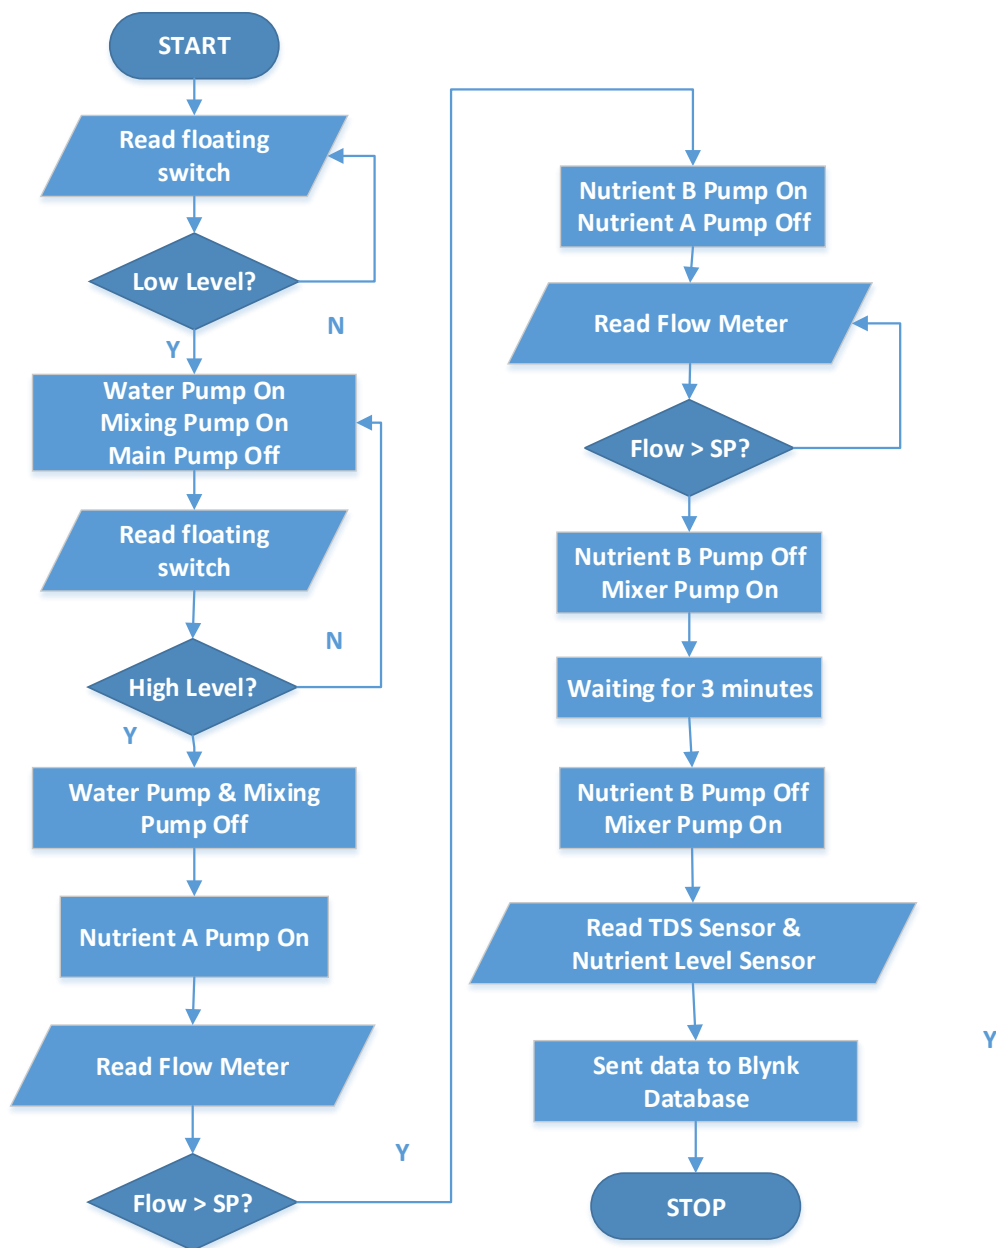 START
Read floating
switch
Low Level?
N
Y
Water Pump On
Mixing Pump On
Main Pump Off
Read floating
switch
N
High Level?
Y
Water Pump & Mixing
Pump Off
Nutrient A Pump On
Read Flow Meter
Y
Flow > SP?
Nutrient B Pump On
Nutrient A Pump Off
Read Flow Meter
Flow > SP?
Nutrient B Pump Off
Mixer Pump On
Waiting for 3 minutes
Nutrient B Pump Off
Mixer Pump On
Read TDS Sensor &
Nutrient Level Sensor
Y
Sent data to Blynk
Database
STOP